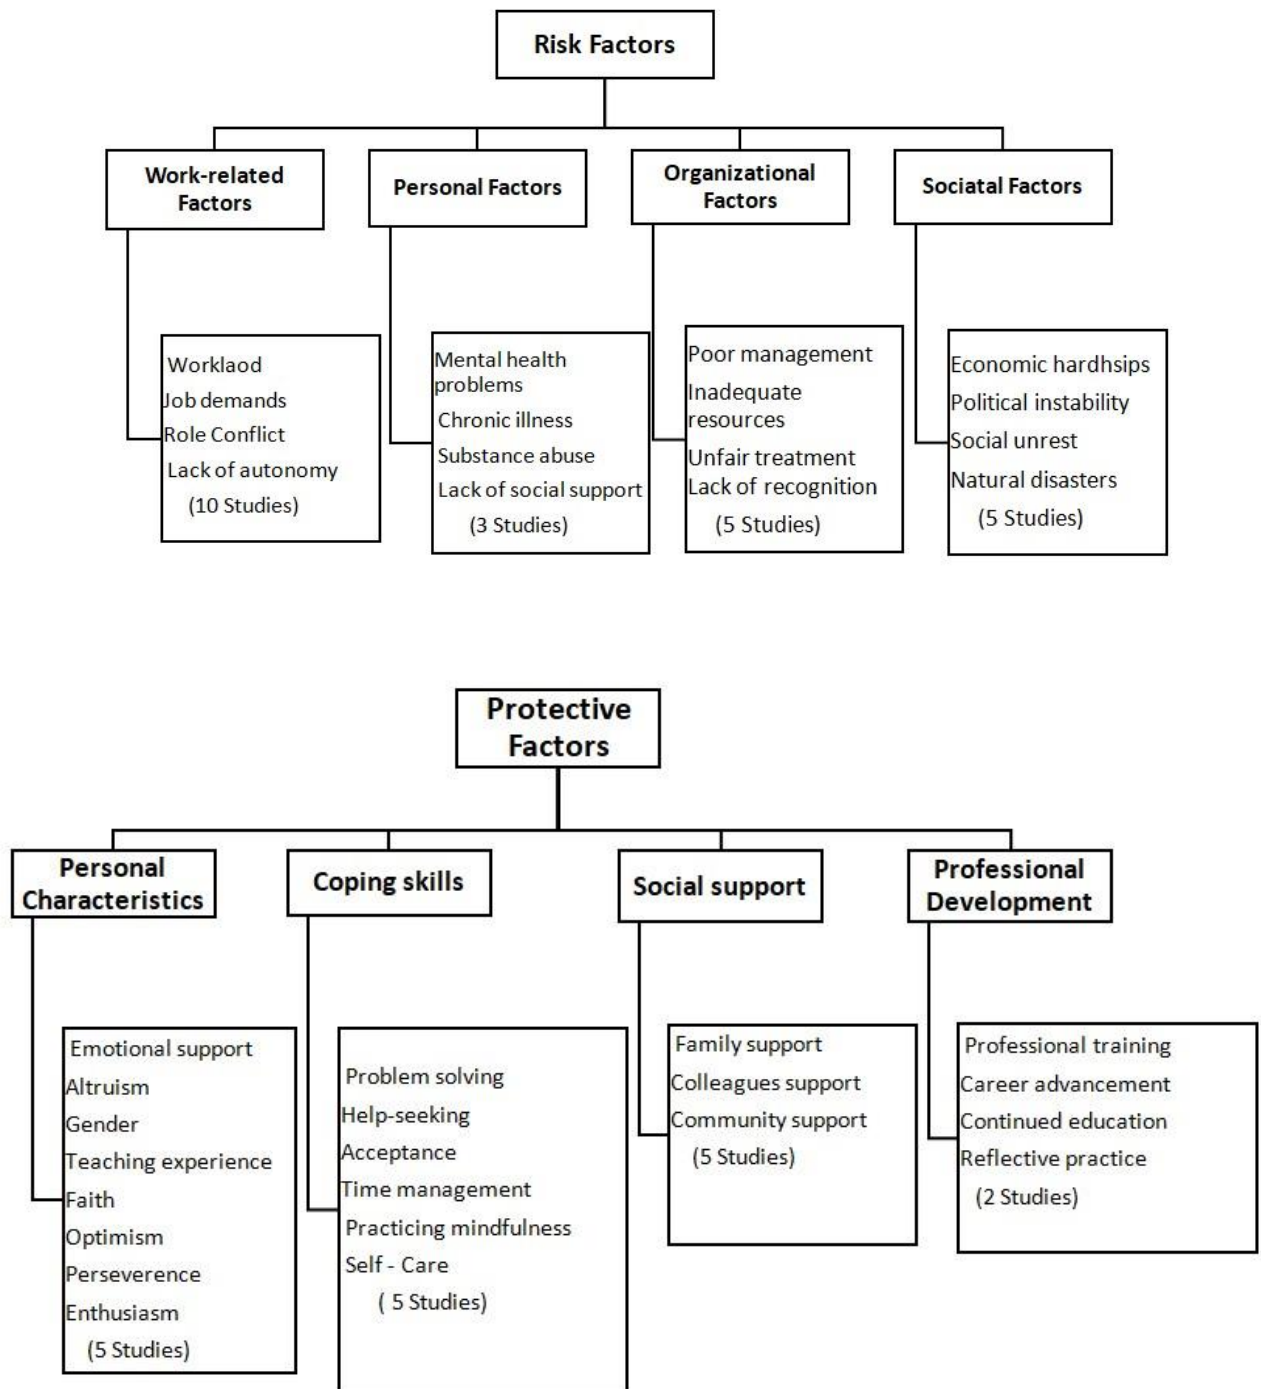 Risk Factors
Work-related
Factors
Personal Factors
Organizational
Factors
Sociatal Factors
Worklaod
Job demands
Role Conflict
Lack of autonomy
(10 Studies)
Mental health
problems
Chronic illness
Substance abuse
Lack of social support
(3 Studies)
Poor management
Inadequate
resources
Unfair treatment
Lack of recognition
(5 Studies)
Economic hardhsips
Political instability
Social unrest
Natural disasters
(5 Studies)
Protective
Factors
Personal
Characteristics
Coping skills
Social support
Professional
Development
Emotional support
Altruism
Gender
Teaching experience
Faith
Optimism
Perseverence
Enthusiasm
(5 Studies)
Problem solving
Help-seeking
Acceptance
Time management
Practicing mindfulness
Self - Care
( 5 Studies)
Family support
Colleagues support
Community support
(5 Studies)
Professional training
Career advancement
Continued education
Reflective practice
(2 Studies)